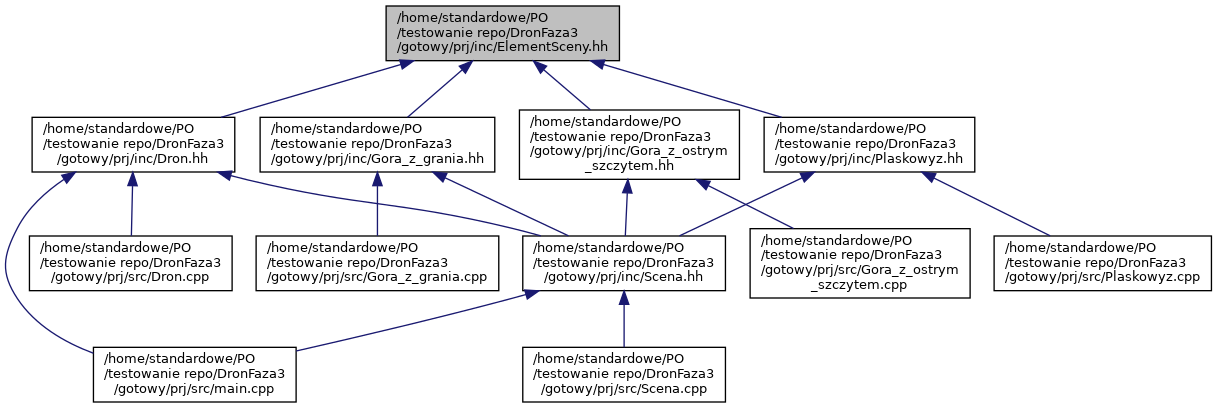 /home/standardowe/PO
/testowanie repo/DronFaza3
/gotowy/prj/inc/ElementSceny.hh
/home/standardowe/PO
/testowanie repo/DronFaza3
/gotowy/prj/inc/Dron.hh
/home/standardowe/PO
/testowanie repo/DronFaza3
/gotowy/prj/inc/Gora_z_grania.hh
/home/standardowe/PO
/testowanie repo/DronFaza3
/gotowy/prj/inc/Gora_z_ostrym
_szczytem.hh
/home/standardowe/PO
/testowanie repo/DronFaza3
/gotowy/prj/inc/Plaskowyz.hh
/home/standardowe/PO
/testowanie repo/DronFaza3
/gotowy/prj/src/Dron.cpp
/home/standardowe/PO
/testowanie repo/DronFaza3
/gotowy/prj/src/Gora_z_grania.cpp
/home/standardowe/PO
/testowanie repo/DronFaza3
/gotowy/prj/inc/Scena.hh
/home/standardowe/PO
/testowanie repo/DronFaza3
/gotowy/prj/src/Gora_z_ostrym
_szczytem.cpp
/home/standardowe/PO
/testowanie repo/DronFaza3
/gotowy/prj/src/Plaskowyz.cpp
/home/standardowe/PO
/testowanie repo/DronFaza3
/gotowy/prj/src/main.cpp
/home/standardowe/PO
/testowanie repo/DronFaza3
/gotowy/prj/src/Scena.cpp